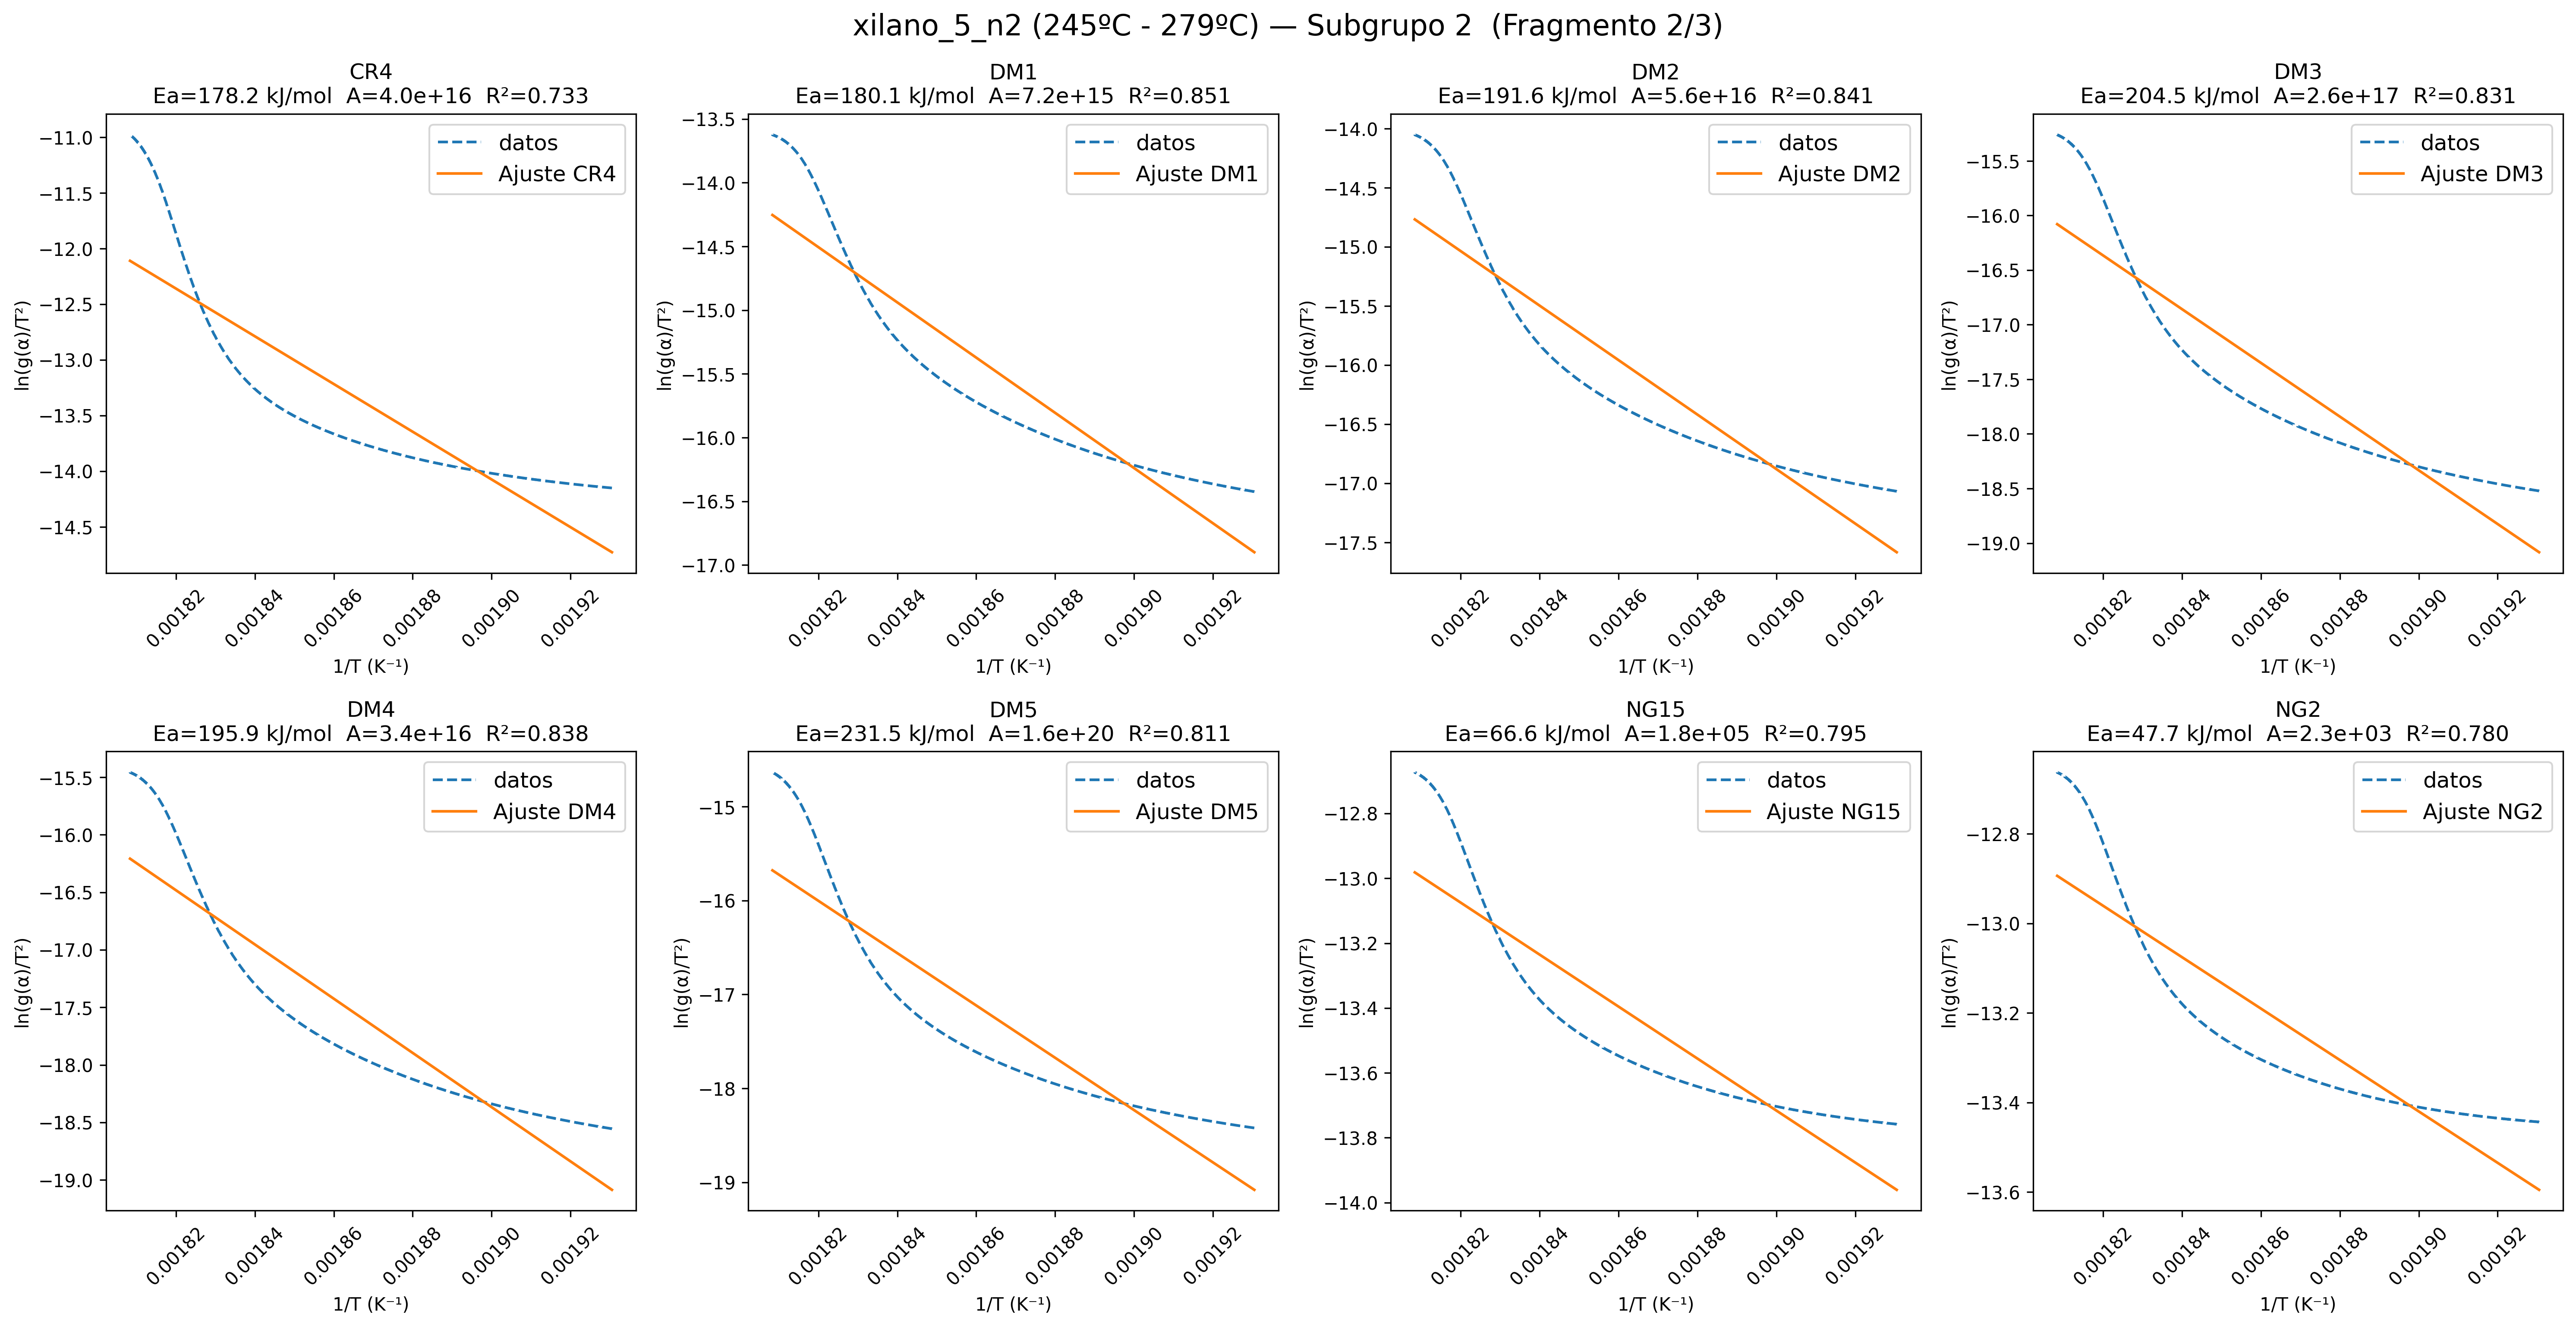 xilano_5_n2 (245ºC - 279ºC) — Subgrupo 2  (Fragmento 2/3)
CR4
Ea=178.2 kJ/mol  A=4.0e+16  R²=0.733
datos
Ajuste CR4
ln(g(α)/T²)
−11.0
−11.5
−12.0
−12.5
−13.0
−13.5
−14.0
−14.5
0.00182
0.00184
0.00186
0.00188
0.00190
0.00192
1/T (K⁻¹)
DM1
Ea=180.1 kJ/mol  A=7.2e+15  R²=0.851
datos
Ajuste DM1
ln(g(α)/T²)
−13.5
−14.0
−14.5
−15.0
−15.5
−16.0
−16.5
−17.0
0.00182
0.00184
0.00186
0.00188
0.00190
0.00192
1/T (K⁻¹)
DM2
Ea=191.6 kJ/mol  A=5.6e+16  R²=0.841
datos
Ajuste DM2
ln(g(α)/T²)
−14.0
−14.5
−15.0
−15.5
−16.0
−16.5
−17.0
−17.5
0.00182
0.00184
0.00186
0.00188
0.00190
0.00192
1/T (K⁻¹)
DM3
Ea=204.5 kJ/mol  A=2.6e+17  R²=0.831
datos
Ajuste DM3
ln(g(α)/T²)
−15.5
−16.0
−16.5
−17.0
−17.5
−18.0
−18.5
−19.0
0.00182
0.00184
0.00186
0.00188
0.00190
0.00192
1/T (K⁻¹)
DM4
Ea=195.9 kJ/mol  A=3.4e+16  R²=0.838
datos
Ajuste DM4
ln(g(α)/T²)
−15.5
−16.0
−16.5
−17.0
−17.5
−18.0
−18.5
−19.0
0.00182
0.00184
0.00186
0.00188
0.00190
0.00192
1/T (K⁻¹)
DM5
Ea=231.5 kJ/mol  A=1.6e+20  R²=0.811
datos
Ajuste DM5
ln(g(α)/T²)
−15
−16
−17
−18
−19
0.00182
0.00184
0.00186
0.00188
0.00190
0.00192
1/T (K⁻¹)
NG15
Ea=66.6 kJ/mol  A=1.8e+05  R²=0.795
datos
Ajuste NG15
ln(g(α)/T²)
−12.8
−13.0
−13.2
−13.4
−13.6
−13.8
−14.0
0.00182
0.00184
0.00186
0.00188
0.00190
0.00192
1/T (K⁻¹)
NG2
Ea=47.7 kJ/mol  A=2.3e+03  R²=0.780
datos
Ajuste NG2
ln(g(α)/T²)
−12.8
−13.0
−13.2
−13.4
−13.6
0.00182
0.00184
0.00186
0.00188
0.00190
0.00192
1/T (K⁻¹)